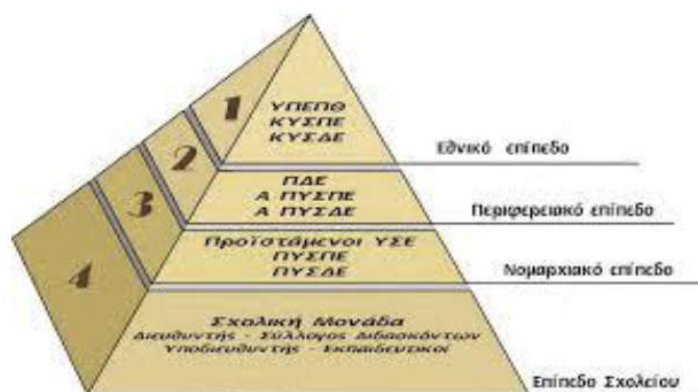 1
ΥΠΕΠΘ
ΚΥΣΠΕ
ΚΥΣΔΕ
Εθνικό επίπεδο
2
ΠΔΕ
Α ΠΥΣΠΕ
Α ΠΥΣΔΕ
Περιφερειακό επίπεδο
3
Προϊστάμενοι ΥΣΕ
ΠΥΣΠΕ
ΠΥΣΔΕ
Νομαρχιακό επίπεδο
4
Σχολική Μονάδα
Διευθυντής - Σύλλογος Διδασκόντων
Υποδιευθυντής - Εκπαιδευτικοί
Επίπεδο Σχολείου